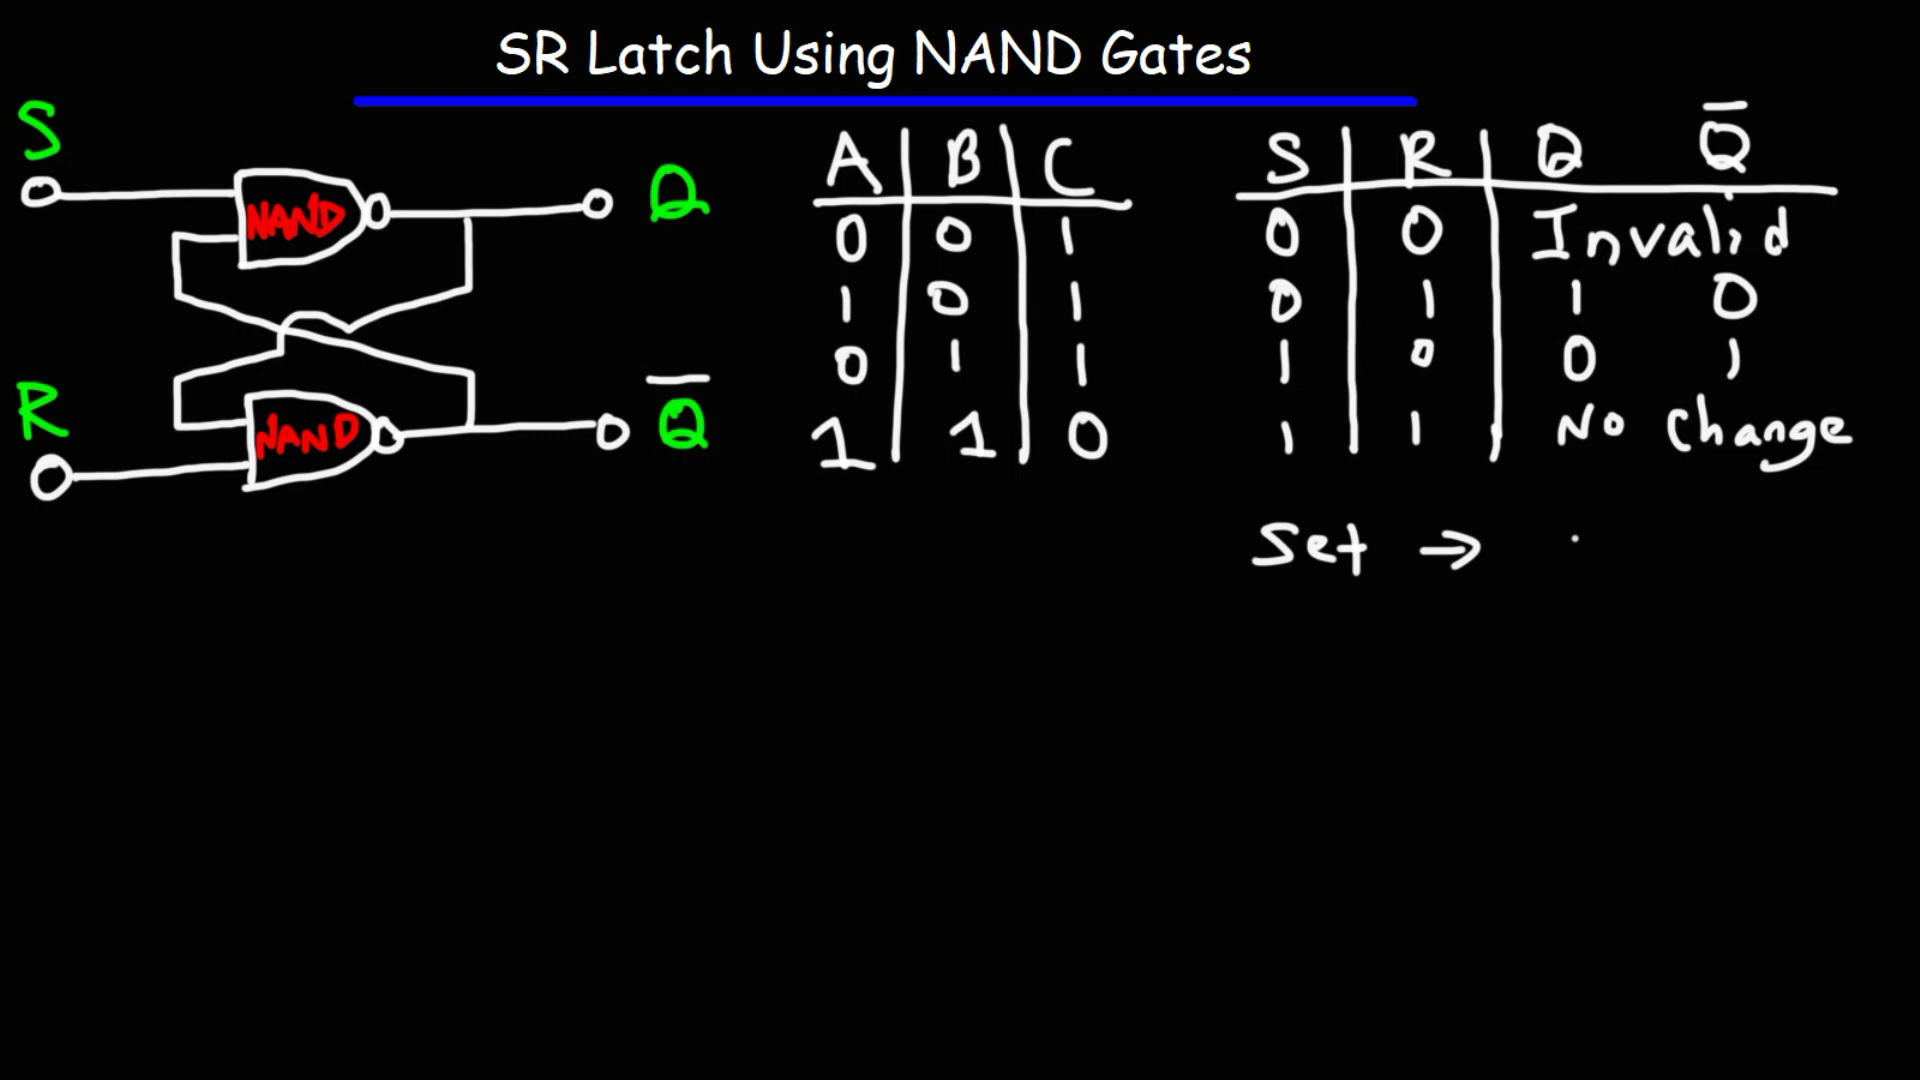 SR Latch Using NAND Gates
S
NAND
Q
R
NAND
Q̅
A B C
0 0 1
1 0 1
0 1 1
1 1 0
S R Q Q̅
0 0 Invalid
0 1 1 0
1 0 0 1
1 1 No Change
Set →